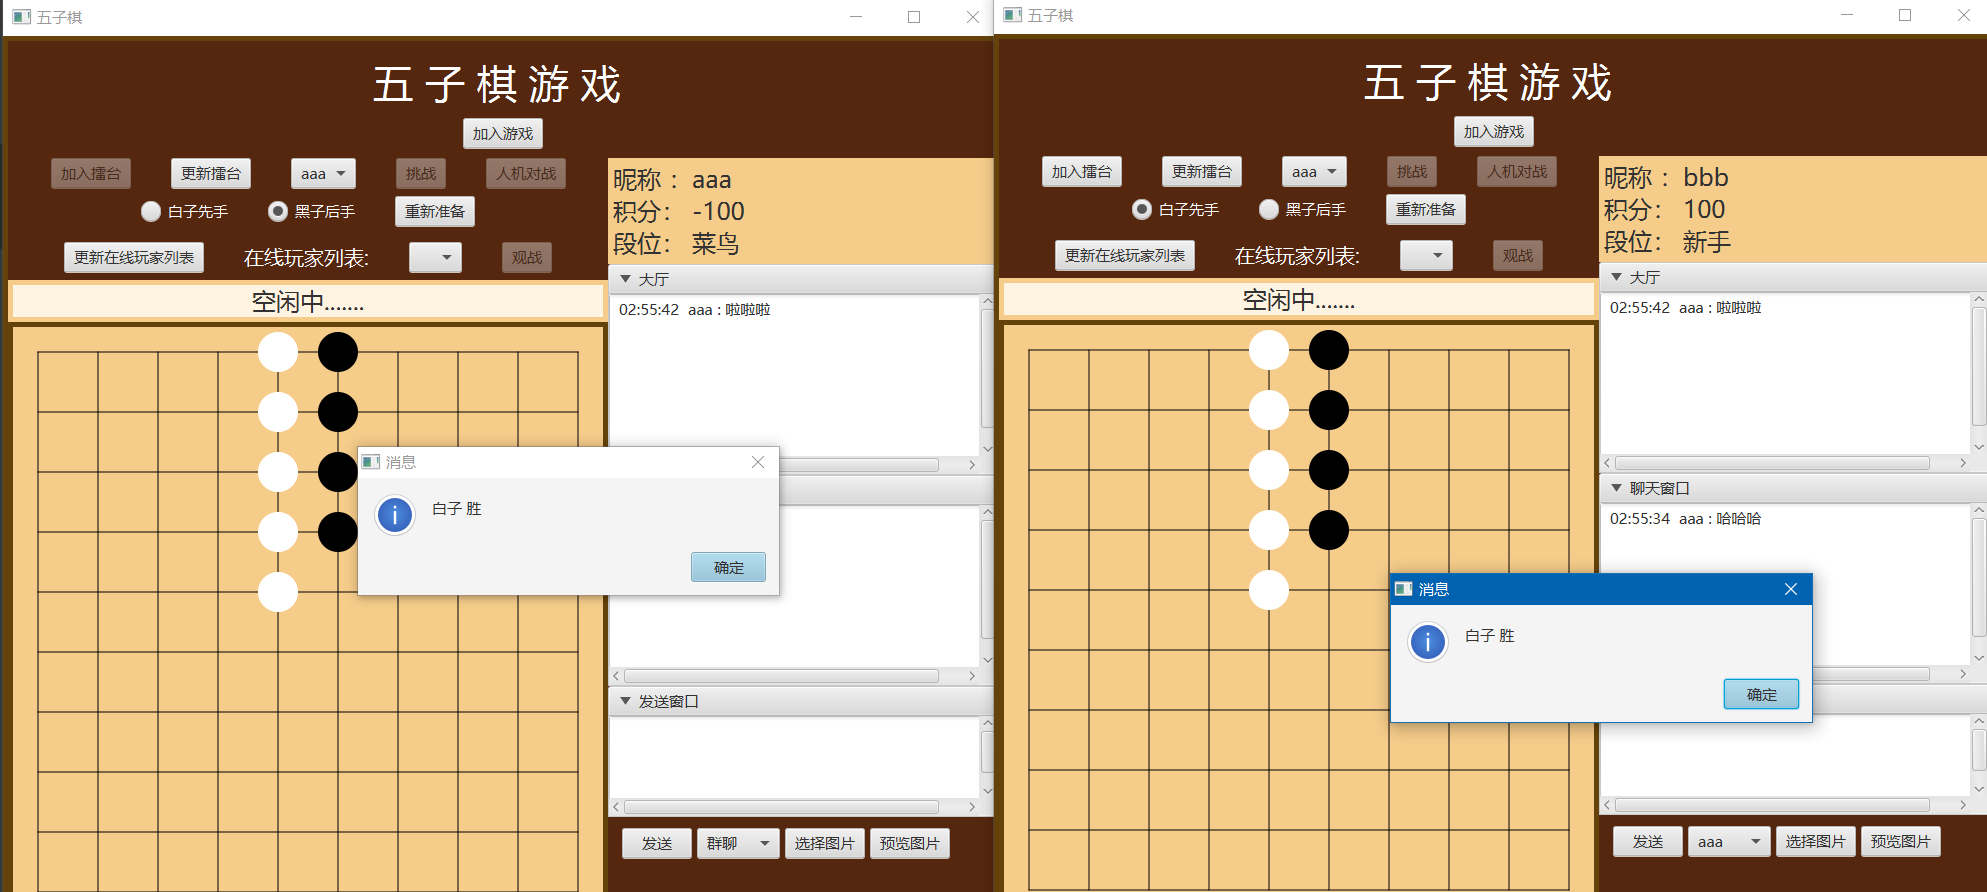 五子棋
五子棋游戏
加入游戏
加入擂台 更新擂台 aaa 挑战 人机对战
白子先手 黑子后手 重新准备
更新在线玩家列表 在线玩家列表: 观战
空闲中.......
昵称 : aaa
积分: -100
段位: 菜鸟
大厅
02:55:42 aaa : 啦啦啦
消息
白子 胜
确定
发送窗口
发送 群聊 选择图片 预览图片
五子棋
五子棋游戏
加入游戏
加入擂台 更新擂台 aaa 挑战 人机对战
白子先手 黑子后手 重新准备
更新在线玩家列表 在线玩家列表: 观战
空闲中.......
昵称 : bbb
积分: 100
段位: 新手
大厅
02:55:42 aaa : 啦啦啦
聊天窗口
02:55:34 aaa : 哈哈哈
消息
白子 胜
确定
发送 aaa 选择图片 预览图片